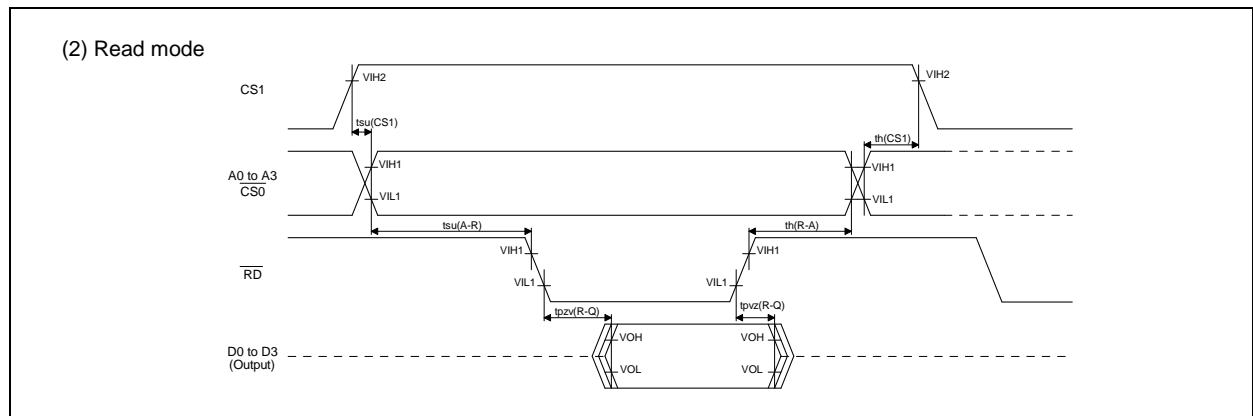 (2) Read mode
CS1
VIH2
VIH2
tsu(CS1)
th(CS1)
A0 to A3
CS0
VIH1
VIL1
VIH1
VIL1
tsu(A-R)
th(R-A)
RD
VIH1
VIL1
VIH1
VIL1
tpzv(R-Q)
tpvz(R-Q)
D0 to D3
(Output)
VOH
VOL
VOH
VOL